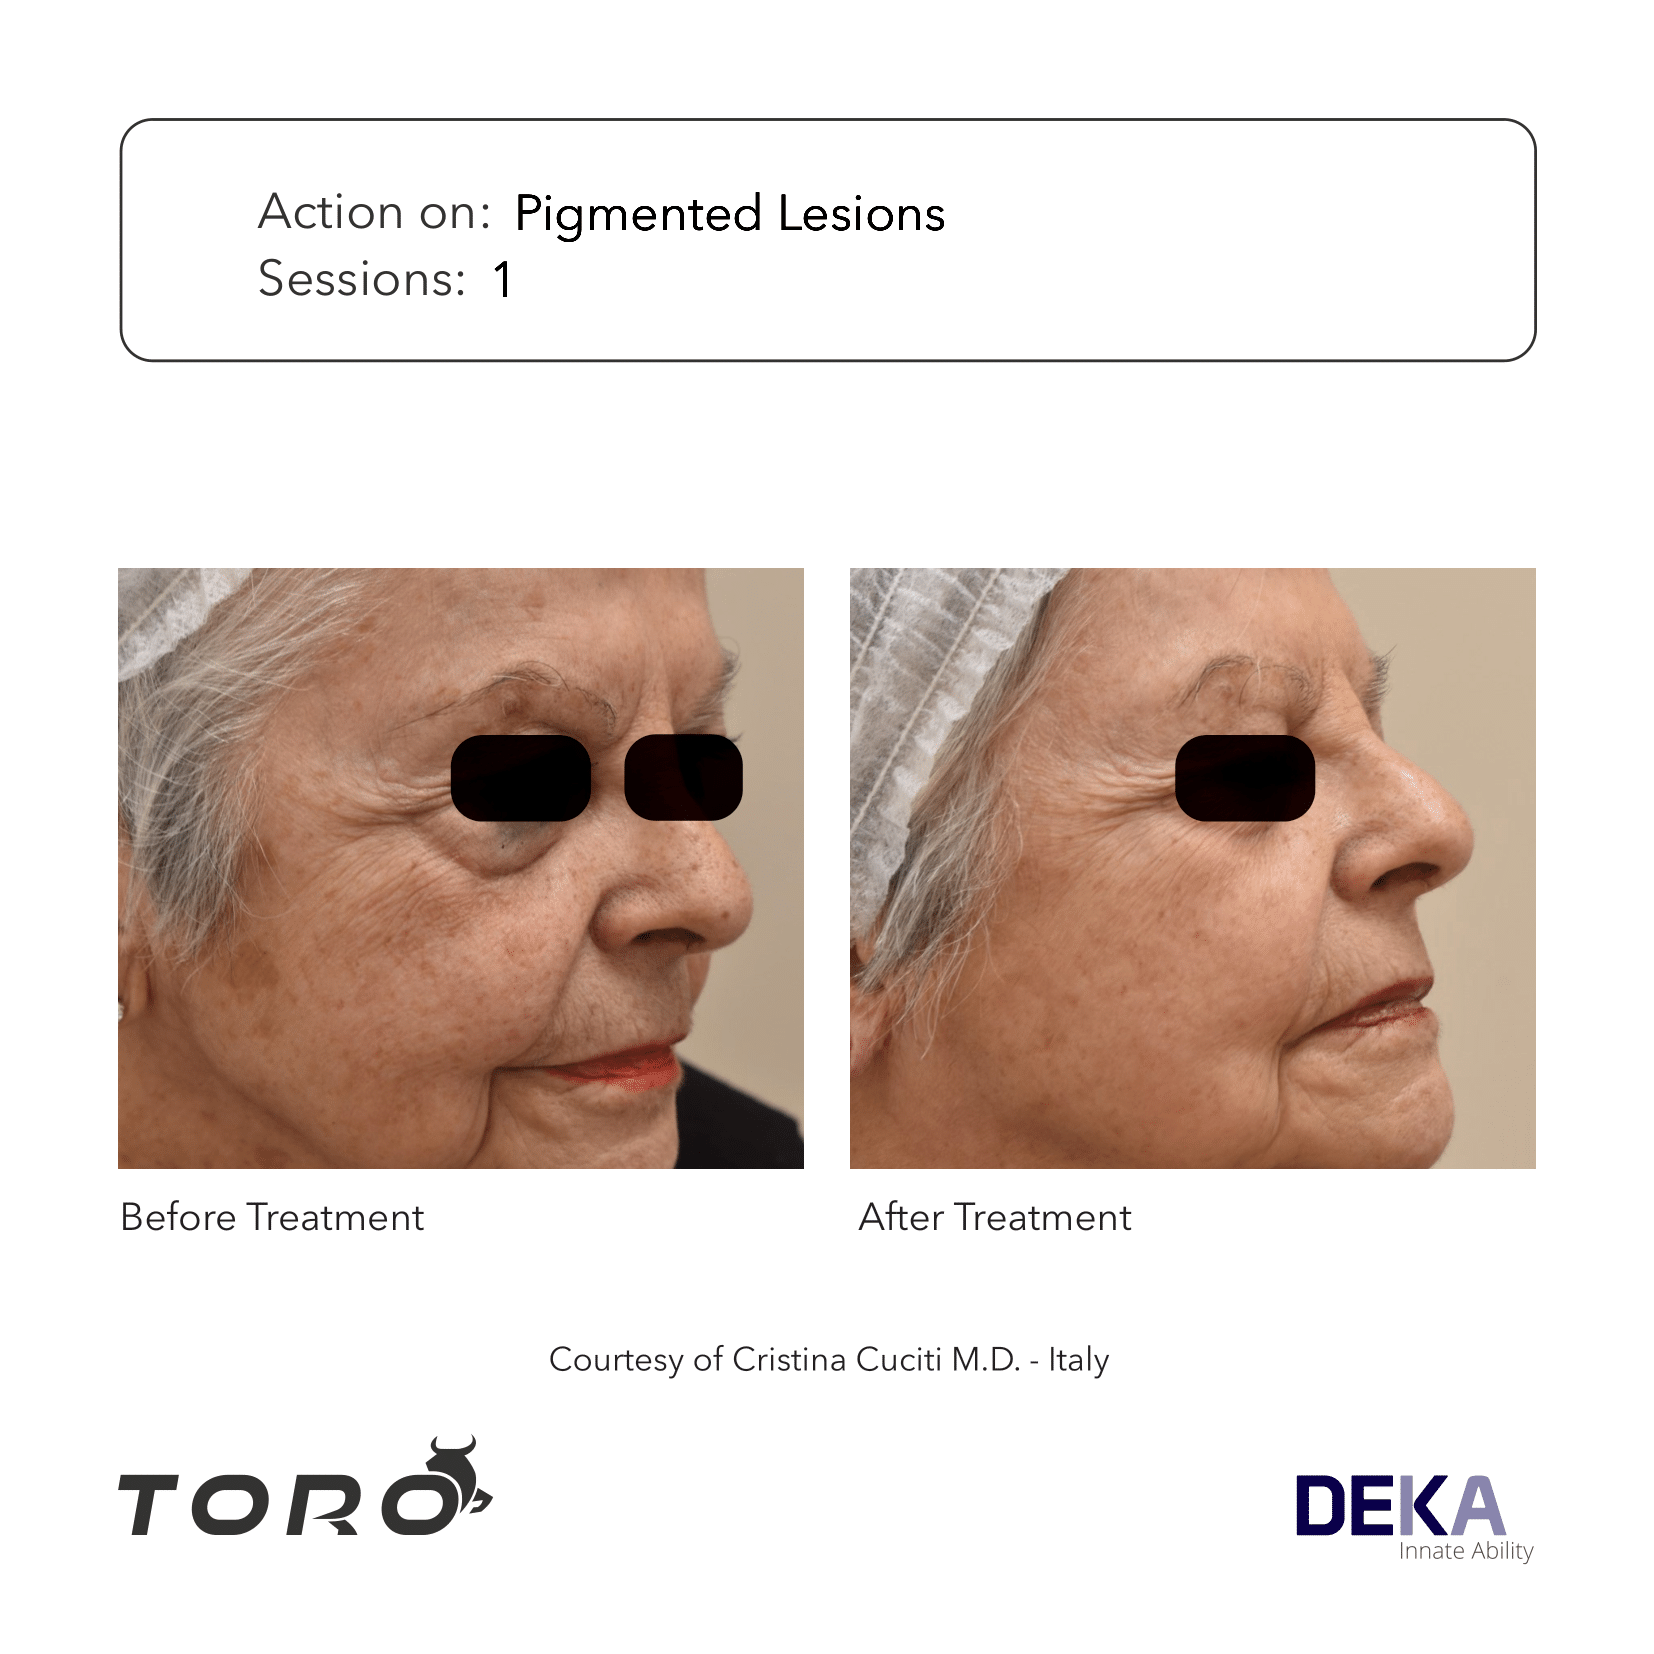 Action on: Pigmented Lesions
Sessions: 1
Before Treatment
After Treatment
Courtesy of Cristina Cuciti M.D. - Italy
TORO
DEKA
Innate Ability